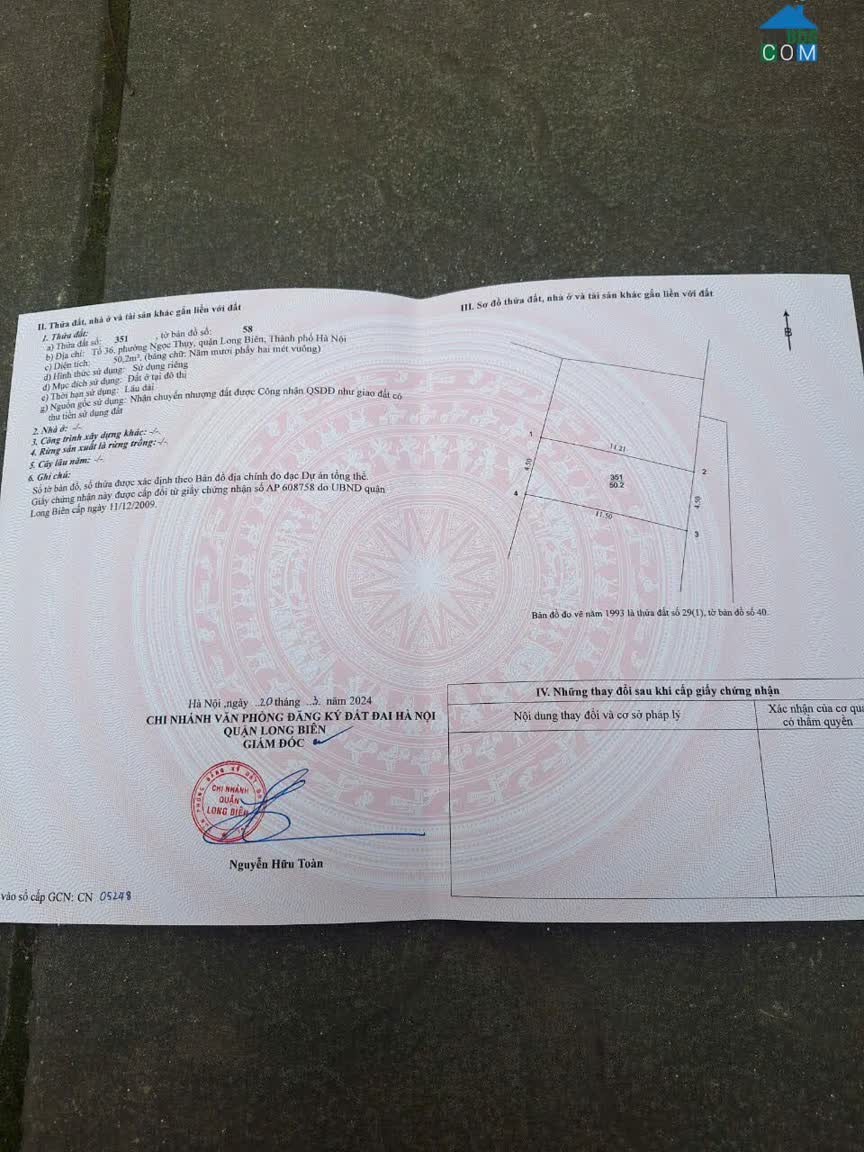 COM
II. Thửa đất, nhà ở và tài sản khác gắn liền với đất
1. Thửa đất:
a) Thửa đất số: 351 , tờ bản đồ số: 58
b) Địa chỉ: Tổ 36, phường Ngọc Thụy, quận Long Biên, Thành phố Hà Nội
c) Diện tích: 50,2m², (bằng chữ: Năm mươi phẩy hai mét vuông)
d) Hình thức sử dụng: Sử dụng riêng
đ) Mục đích sử dụng: Đất ở tại đô thị
e) Thời hạn sử dụng: Lâu dài
g) Nguồn gốc sử dụng: Nhận chuyển nhượng đất được Công nhận QSDĐ như giao đất có
thu tiền sử dụng đất
2. Nhà ở: -/-
3. Công trình xây dựng khác: -/-.
4. Rừng sản xuất là rừng trồng:-/-.
5. Cây lâu năm: -/-
6. Ghi chú:
Số tờ bản đồ, số thửa được xác định theo Bản đồ địa chính đo đạc Dự án tổng thể.
Giấy chứng nhận này được cấp đổi từ giấy chứng nhận số AP 608758 do UBND quận
Long Biên cấp ngày 11/12/2009.
Hà Nội ,ngày 20 tháng 3 năm 2024
CHI NHÁNH VĂN PHÒNG ĐĂNG KÝ ĐẤT ĐAI HÀ NỘI
QUẬN LONG BIÊN
GIÁM ĐỐC
CHI NHÁNH
QUẬN
LONG BIÊN
Nguyễn Hữu Toàn
vào sổ cấp GCN: CN 05248
III. Sơ đồ thửa đất, nhà ở và tài sản khác gắn liền với đất
B
1
11.21
2
4.50
351
50.2
4.50
4
11.50
3
Bản đồ đo vẽ năm 1993 là thửa đất số 29(1), tờ bản đồ số 40.
IV. Những thay đổi sau khi cấp giấy chứng nhận
Nội dung thay đổi và cơ sở pháp lý
Xác nhận của cơ qua
có thẩm quyền